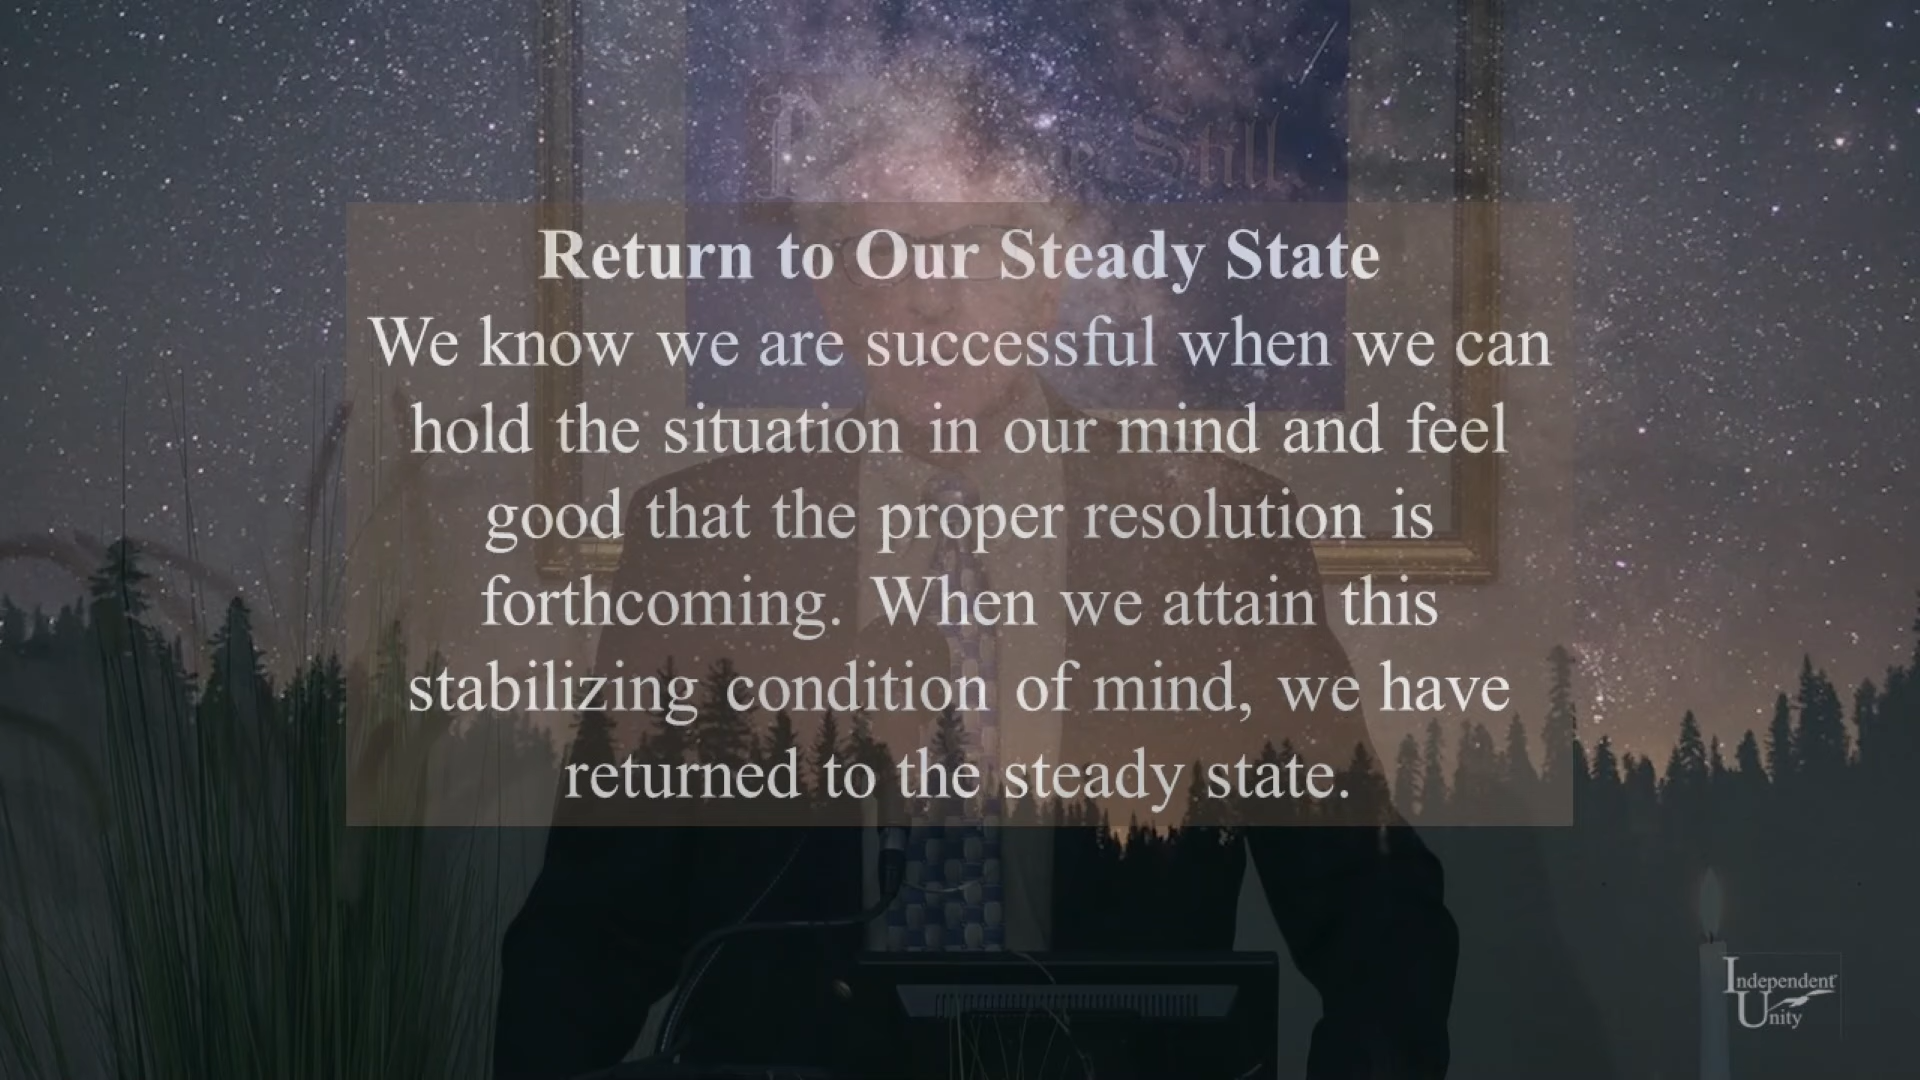 Still.
Return to Our Steady State
We know we are successful when we can
hold the situation in our mind and feel
good that the proper resolution is
forthcoming. When we attain this
stabilizing condition of mind, we have
returned to the steady state.
Independent
Unity